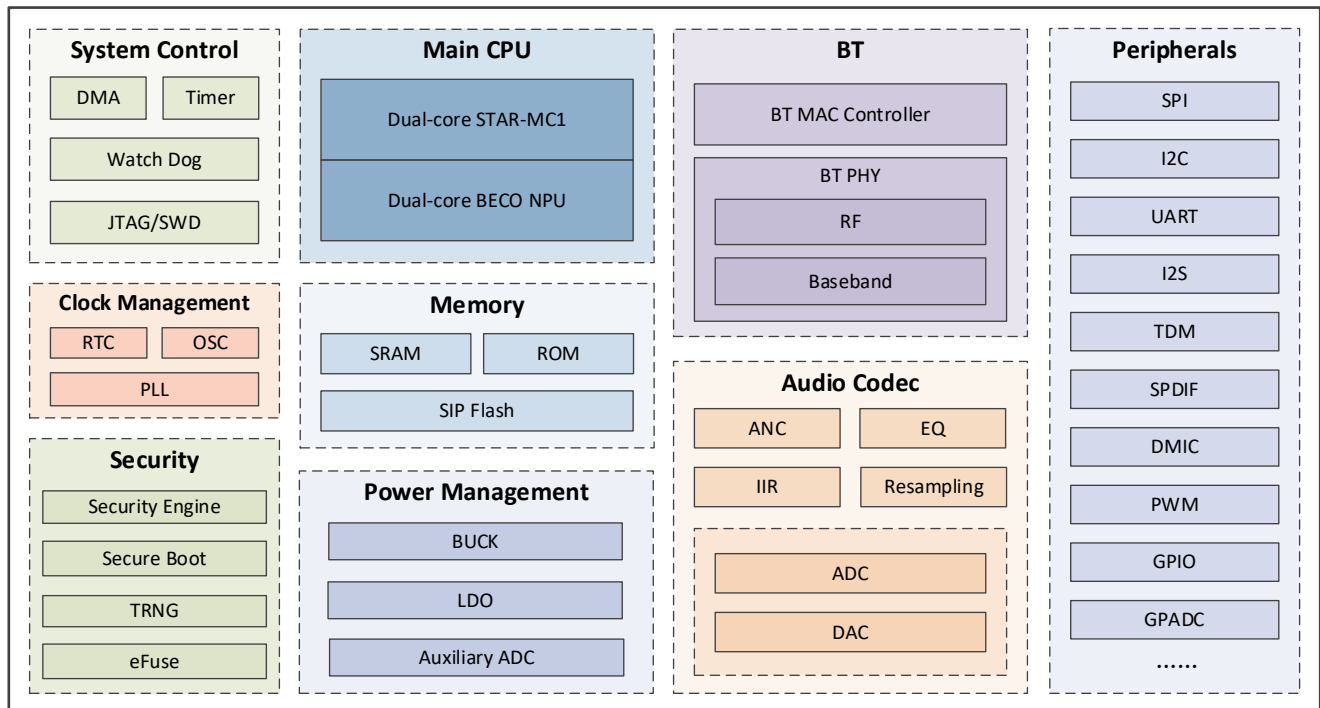 System Control
DMA
Timer
Watch Dog
JTAG/SWD
Clock Management
RTC
OSC
PLL
Security
Security Engine
Secure Boot
TRNG
eFuse
Main CPU
Dual-core STAR-MC1
Dual-core BECO NPU
Memory
SRAM
ROM
SIP Flash
Power Management
BUCK
LDO
Auxiliary ADC
BT
BT MAC Controller
BT PHY
RF
Baseband
Audio Codec
ANC
EQ
IIR
Resampling
ADC
DAC
Peripherals
SPI
I2C
UART
I2S
TDM
SPDIF
DMIC
PWM
GPIO
GPADC
......